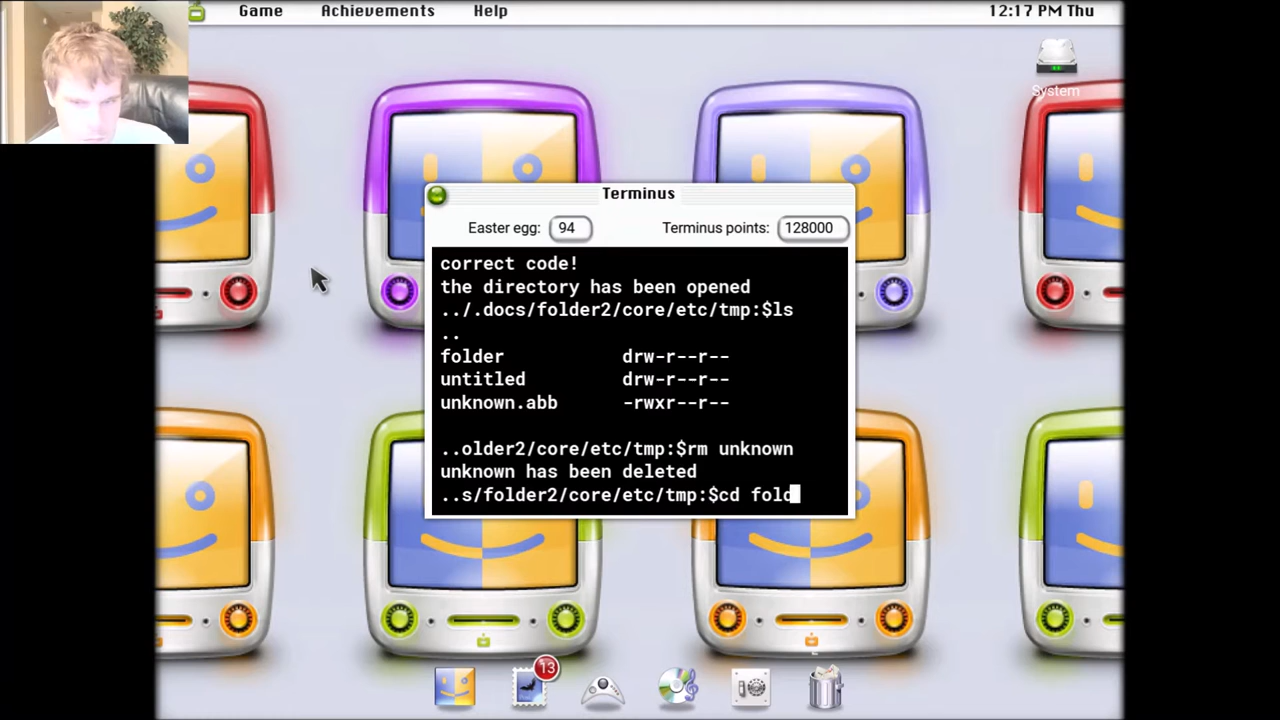 Game Achievements Help 12:17 PM Thu
System
Terminus
Easter egg: 94 Terminus points: 128000
correct code!
the directory has been opened
../.docs/folder2/core/etc/tmp:$ls
..
folder drw-r--r--
untitled drw-r--r--
unknown.abb -rwxr--r--
..older2/core/etc/tmp:$rm unknown
unknown has been deleted
..s/folder2/core/etc/tmp:$cd fold
13